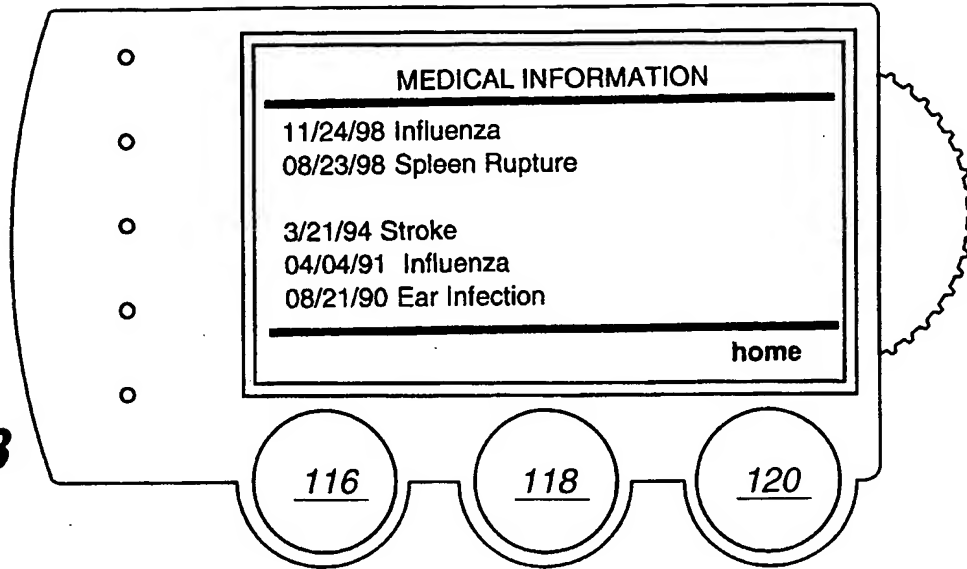 MEDICAL INFORMATION
11/24/98 Influenza
08/23/98 Spleen Rupture
3/21/94 Stroke
04/04/91 Influenza
08/21/90 Ear Infection
home
116 118 120